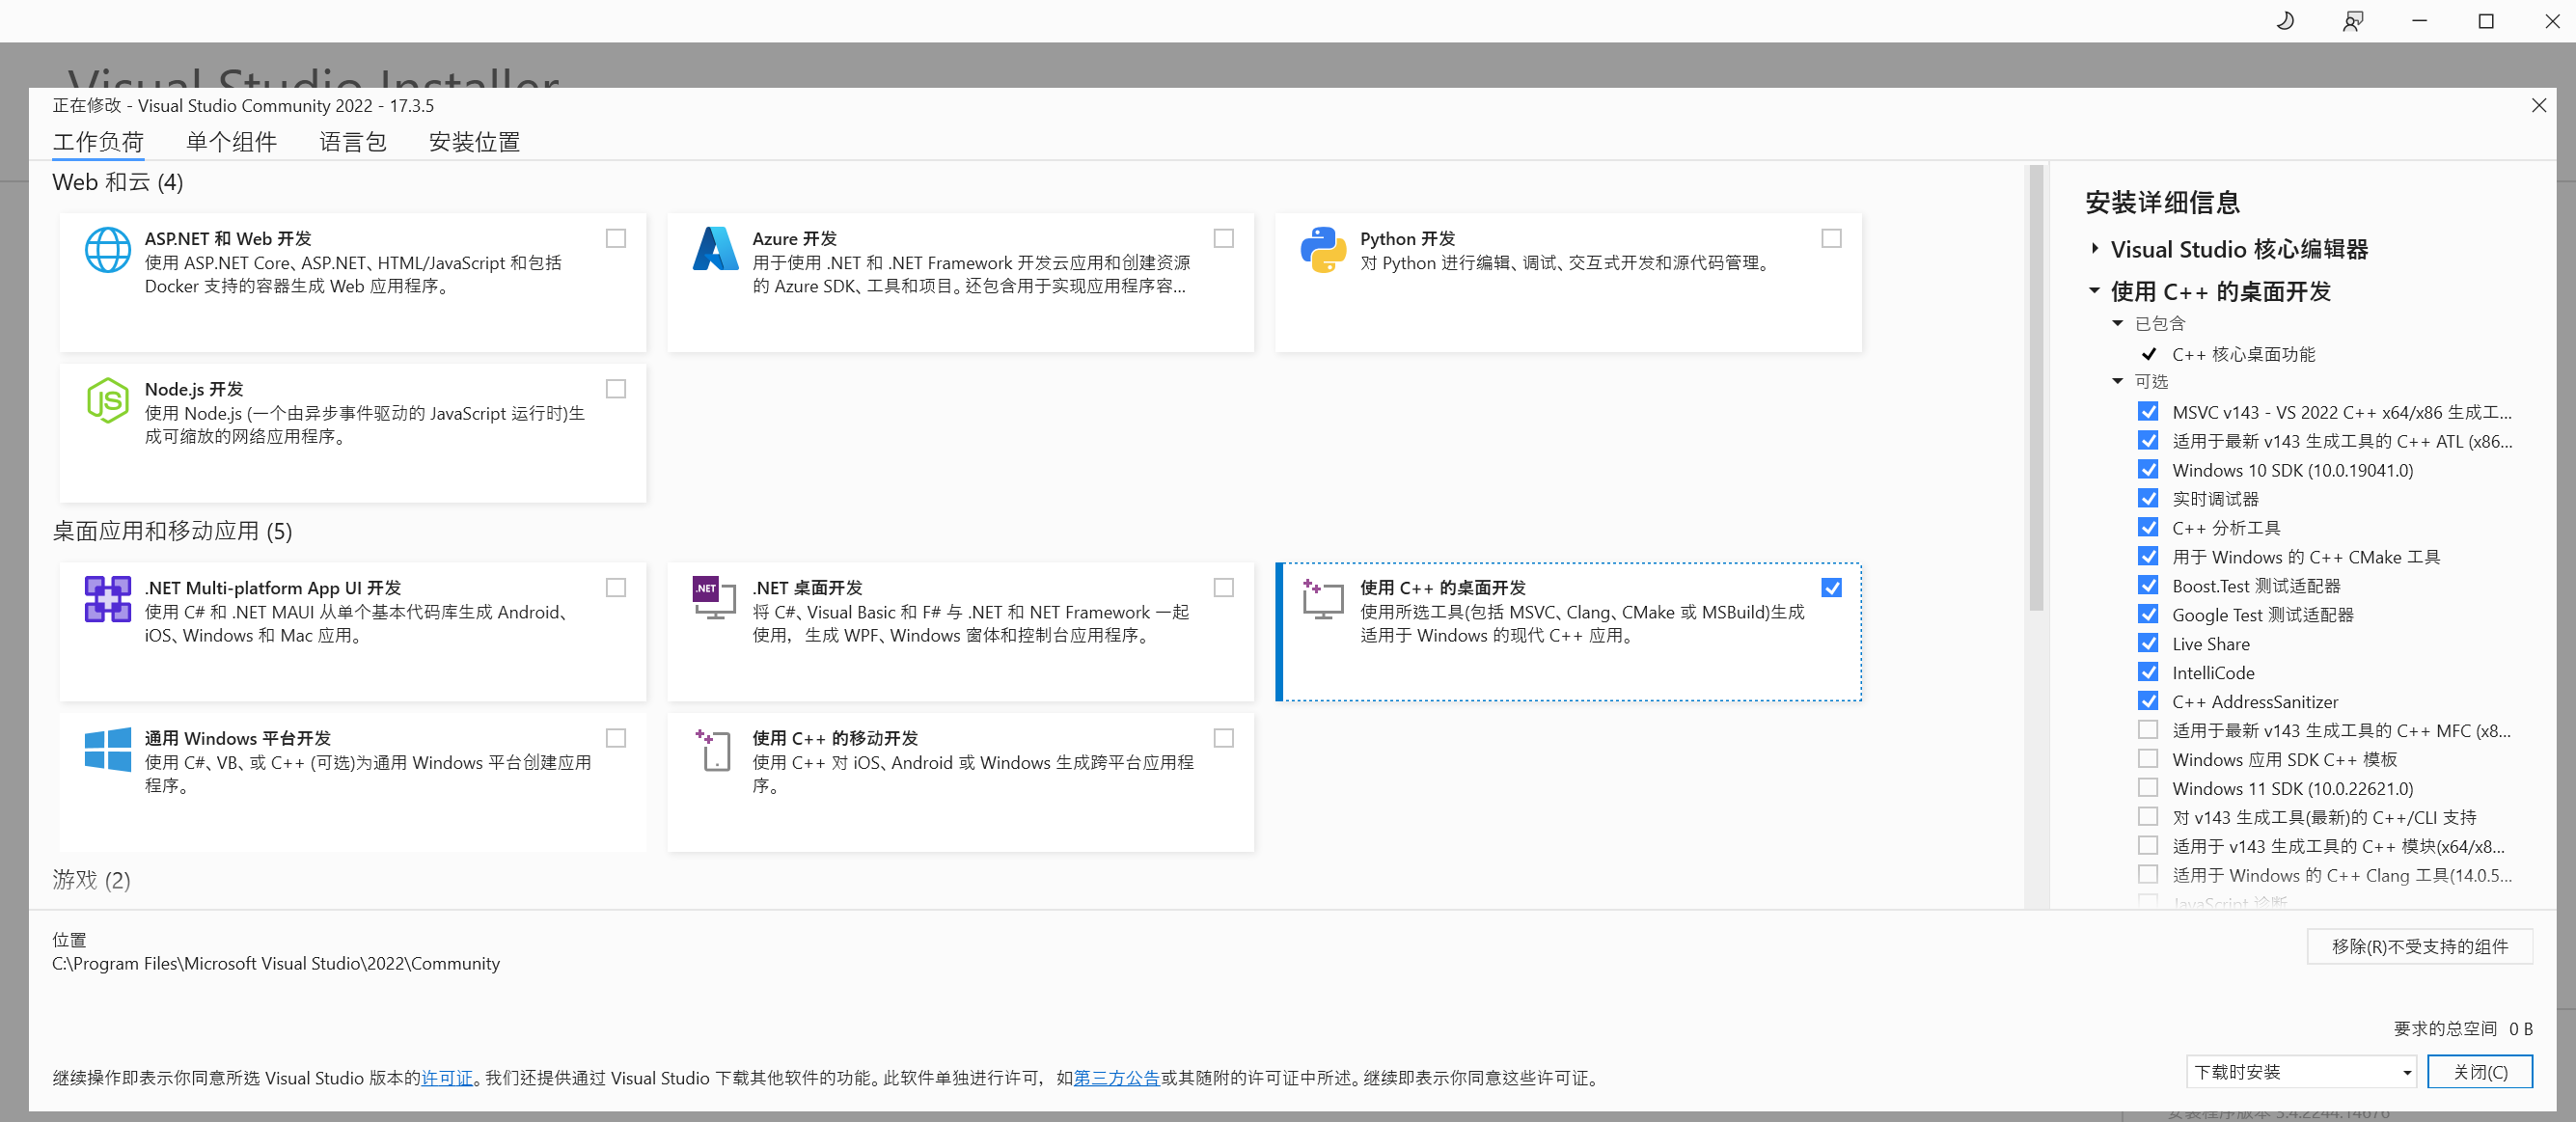 Visual Studio Installer
正在修改 - Visual Studio Community 2022 - 17.3.5
工作负荷 单个组件 语言包 安装位置
Web 和云 (4)
ASP.NET 和 Web 开发
使用 ASP.NET Core、ASP.NET、HTML/JavaScript 和包括
Docker 支持的容器生成 Web 应用程序。
Azure 开发
用于使用 .NET 和 .NET Framework 开发云应用和创建资源
的 Azure SDK、工具和项目。还包含用于实现应用程序容...
Python 开发
对 Python 进行编辑、调试、交互式开发和源代码管理。
Node.js 开发
使用 Node.js (一个由异步事件驱动的 JavaScript 运行时)生
成可缩放的网络应用程序。
桌面应用和移动应用 (5)
.NET Multi-platform App UI 开发
使用 C# 和 .NET MAUI 从单个基本代码库生成 Android、
iOS、Windows 和 Mac 应用。
.NET 桌面开发
将 C#、Visual Basic 和 F# 与 .NET 和 NET Framework 一起
使用，生成 WPF、Windows 窗体和控制台应用程序。
使用 C++ 的桌面开发
使用所选工具(包括 MSVC、Clang、CMake 或 MSBuild)生成
适用于 Windows 的现代 C++ 应用。
通用 Windows 平台开发
使用 C#、VB、或 C++ (可选)为通用 Windows 平台创建应用
程序。
使用 C++ 的移动开发
使用 C++ 对 iOS、Android 或 Windows 生成跨平台应用程
序。
游戏 (2)
安装详细信息
Visual Studio 核心编辑器
使用 C++ 的桌面开发
已包含
C++ 核心桌面功能
可选
MSVC v143 - VS 2022 C++ x64/x86 生成工...
适用于最新 v143 生成工具的 C++ ATL (x86...
Windows 10 SDK (10.0.19041.0)
实时调试器
C++ 分析工具
用于 Windows 的 C++ CMake 工具
Boost.Test 测试适配器
Google Test 测试适配器
Live Share
IntelliCode
C++ AddressSanitizer
适用于最新 v143 生成工具的 C++ MFC (x8...
Windows 应用 SDK C++ 模板
Windows 11 SDK (10.0.22621.0)
对 v143 生成工具(最新)的 C++/CLI 支持
适用于 v143 生成工具的 C++ 模块(x64/x8...
适用于 Windows 的 C++ Clang 工具(14.0.5...
JavaScript 诊断
位置
C:\Program Files\Microsoft Visual Studio\2022\Community
移除(R)不受支持的组件
要求的总空间 0 B
继续操作即表示你同意所选 Visual Studio 版本的许可证。我们还提供通过 Visual Studio 下载其他软件的功能。此软件单独进行许可，如第三方公告或其随附的许可证中所述。继续即表示你同意这些许可证。
下载时安装
关闭(C)
安装程序版本 3.4.2244.14676